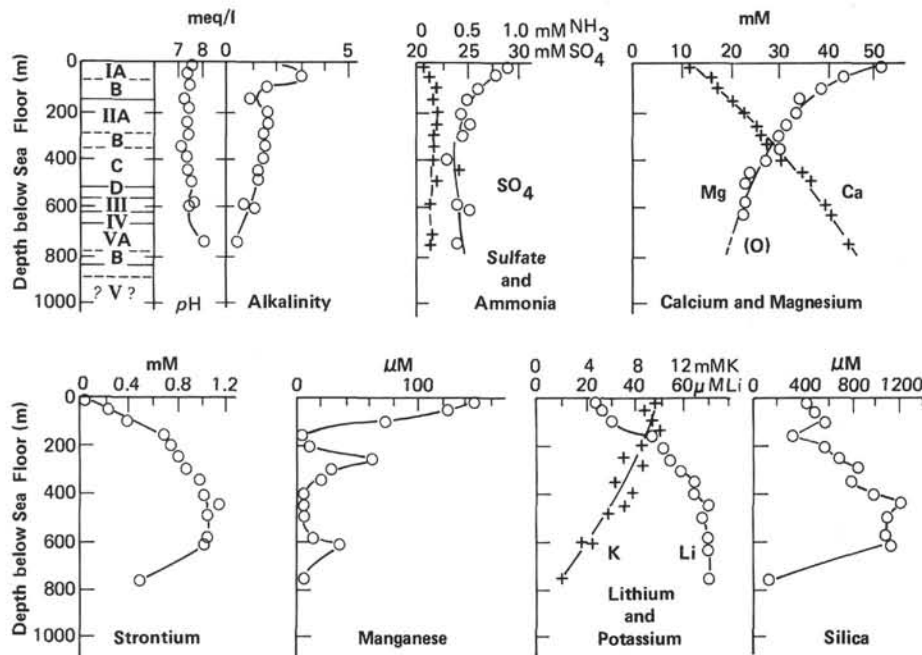 meq/l
7 8 0 5
Depth below Sea Floor (m)
0
200
400
600
800
1000
IA
B
IIA
B
C
D
III
IV
VA
B
? V ?
pH
Alkalinity
0 0.5 1.0 mM NH3
20 25 30 mM SO4
SO4
Sulfate
and
Ammonia
mM
10 20 30 40 50
Mg
Ca
(O)
Calcium and Magnesium
mM
0 0.4 0.8 1.2
Depth below Sea Floor (m)
0
200
400
600
800
1000
Strontium
μM
0 100
Manganese
0 4 8 12 mM K
0 20 40 60 μM Li
K
Li
Lithium
and
Potassium
μM
0 400 800 1200
Silica